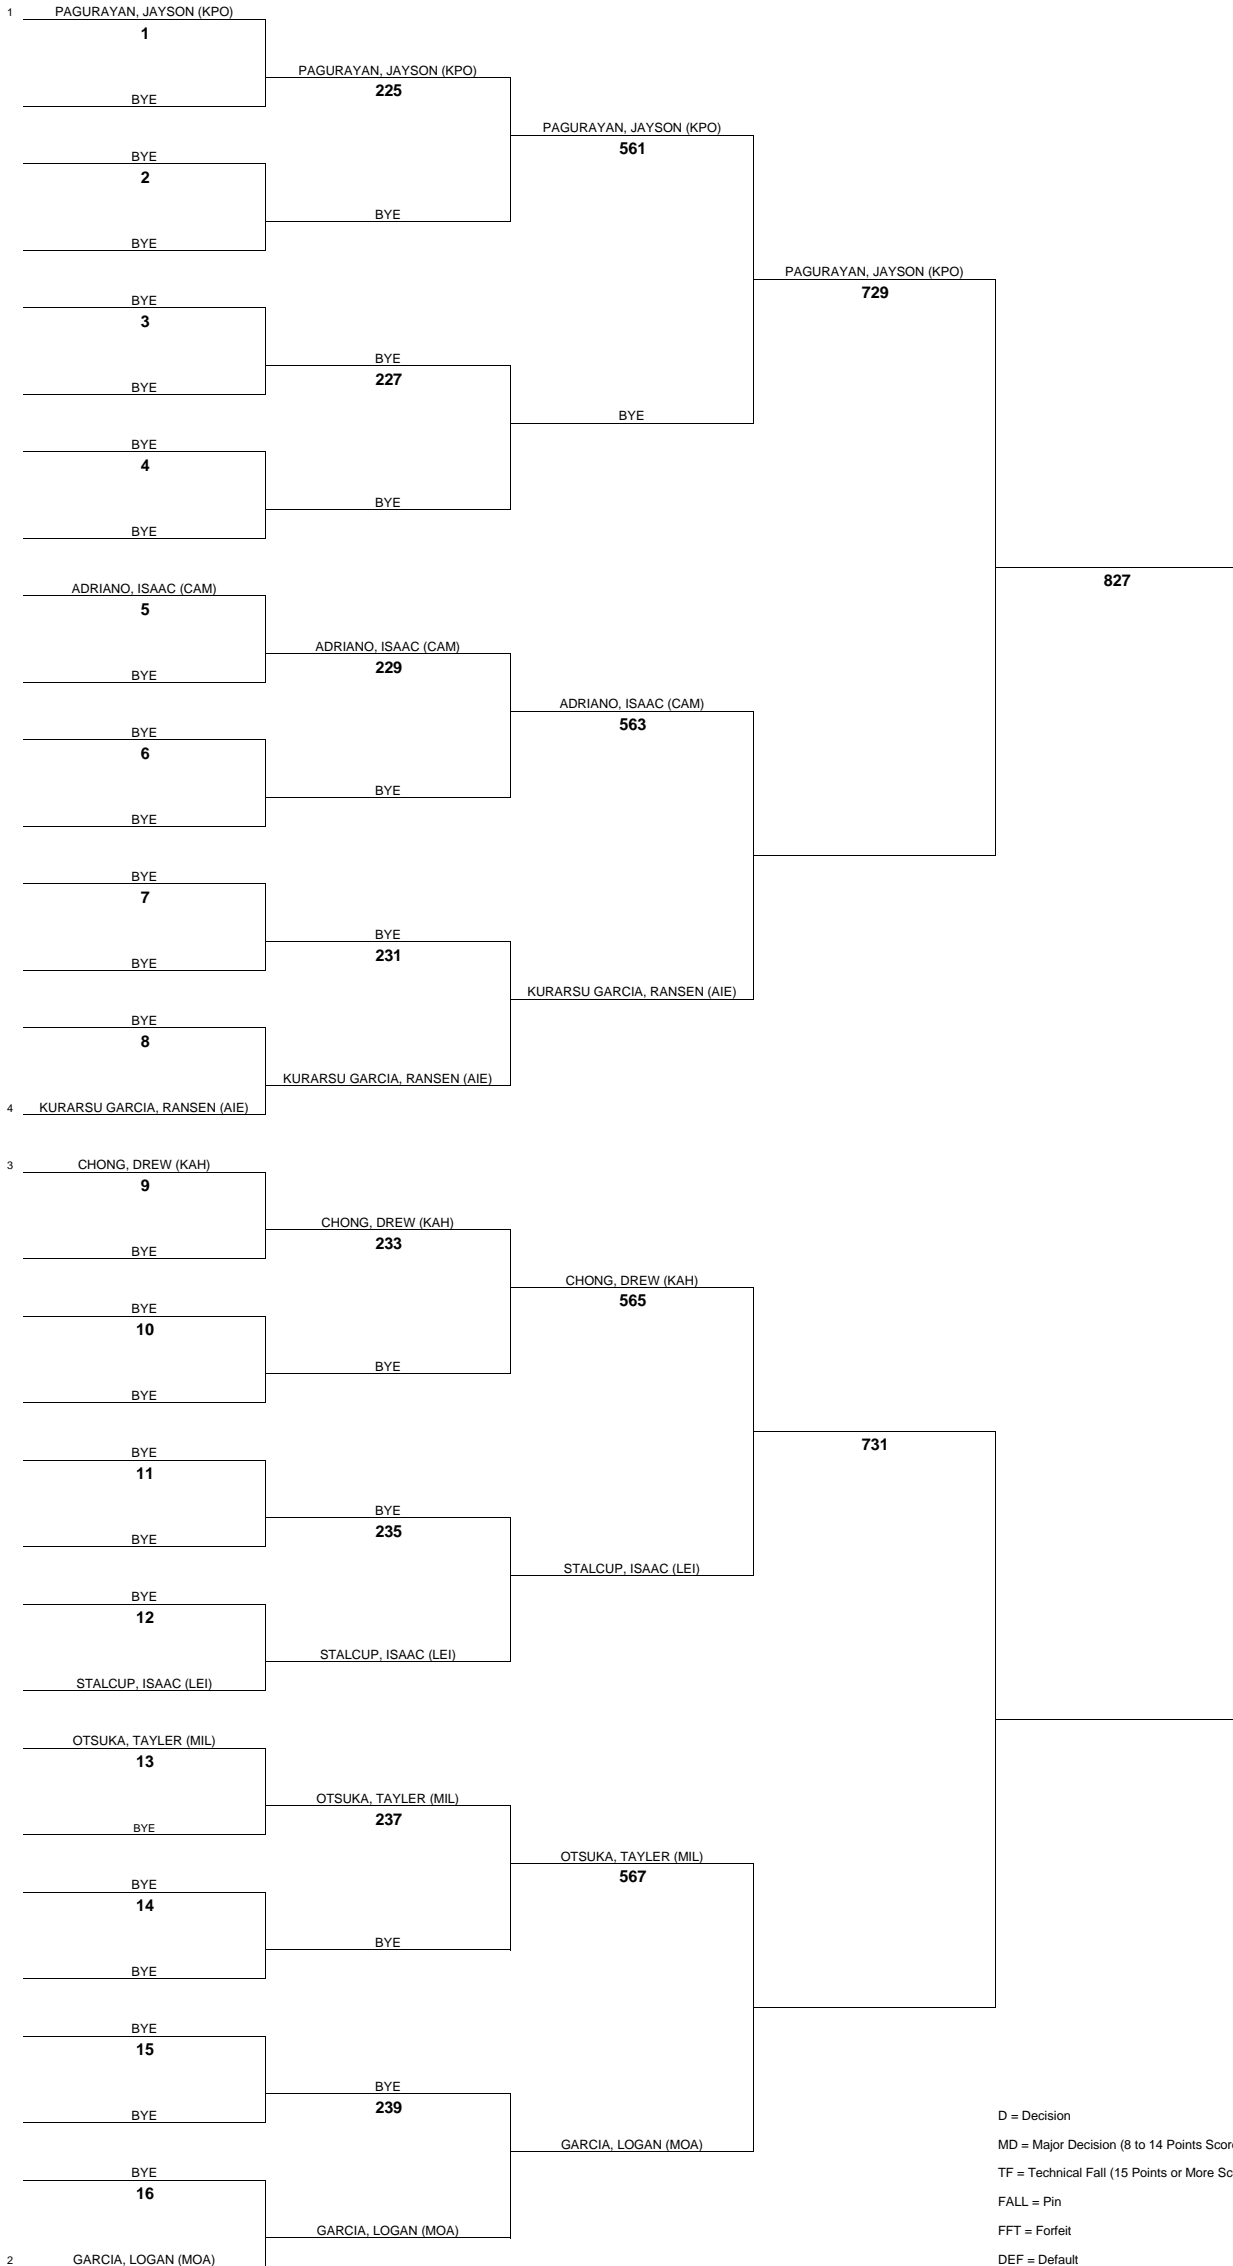 1 PAGURAYAN, JAYSON (KPO)
1
PAGURAYAN, JAYSON (KPO)
225
BYE
PAGURAYAN, JAYSON (KPO)
561
BYE
2
BYE
BYE
PAGURAYAN, JAYSON (KPO)
729
BYE
3
BYE
227
BYE
BYE
BYE
4
BYE
BYE
827
ADRIANO, ISAAC (CAM)
5
ADRIANO, ISAAC (CAM)
229
BYE
ADRIANO, ISAAC (CAM)
563
BYE
6
BYE
BYE
BYE
7
BYE
231
BYE
KURARSU GARCIA, RANSEN (AIE)
BYE
8
KURARSU GARCIA, RANSEN (AIE)
4 KURARSU GARCIA, RANSEN (AIE)
3 CHONG, DREW (KAH)
9
CHONG, DREW (KAH)
233
BYE
CHONG, DREW (KAH)
565
BYE
10
BYE
BYE
731
BYE
11
BYE
235
BYE
STALCUP, ISAAC (LEI)
BYE
12
STALCUP, ISAAC (LEI)
STALCUP, ISAAC (LEI)
OTSUKA, TAYLER (MIL)
13
OTSUKA, TAYLER (MIL)
237
BYE
OTSUKA, TAYLER (MIL)
567
BYE
14
BYE
BYE
BYE
15
BYE
239
BYE
GARCIA, LOGAN (MOA)
BYE
16
GARCIA, LOGAN (MOA)
2 GARCIA, LOGAN (MOA)
D = Decision
MD = Major Decision (8 to 14 Points Score
TF = Technical Fall (15 Points or More Sc
FALL = Pin
FFT = Forfeit
DEF = Default